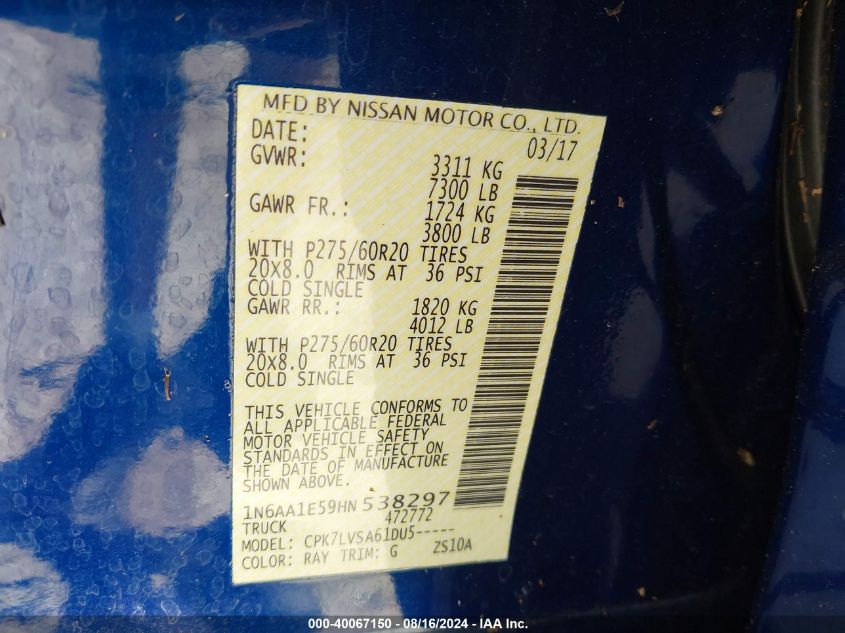 MFD BY NISSAN MOTOR CO., LTD.
DATE: 03/17
GVWR: 3311 KG
7300 LB
GAWR FR.: 1724 KG
3800 LB
WITH P275/60R20 TIRES
20X8.0 RIMS AT 36 PSI
COLD SINGLE
GAWR RR.: 1820 KG
4012 LB
WITH P275/60R20 TIRES
20X8.0 RIMS AT 36 PSI
COLD SINGLE
THIS VEHICLE CONFORMS TO
ALL APPLICABLE FEDERAL
MOTOR VEHICLE SAFETY
STANDARDS IN EFFECT ON
THE DATE OF MANUFACTURE
SHOWN ABOVE.
1N6AA1E59HN538297
TRUCK 472772
MODEL: CPK7LVSA61DU5-----
COLOR: RAY TRIM: G ZS10A
000-40067150 - 08/16/2024 - IAA Inc.